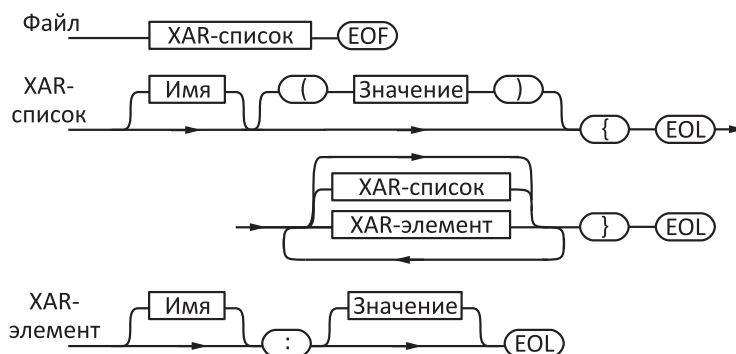 Файл
XAR-список EOF
XAR-
список
Имя ( Значение )
{ EOL
XAR-список
XAR-элемент } EOL
XAR-
элемент
Имя : Значение EOL